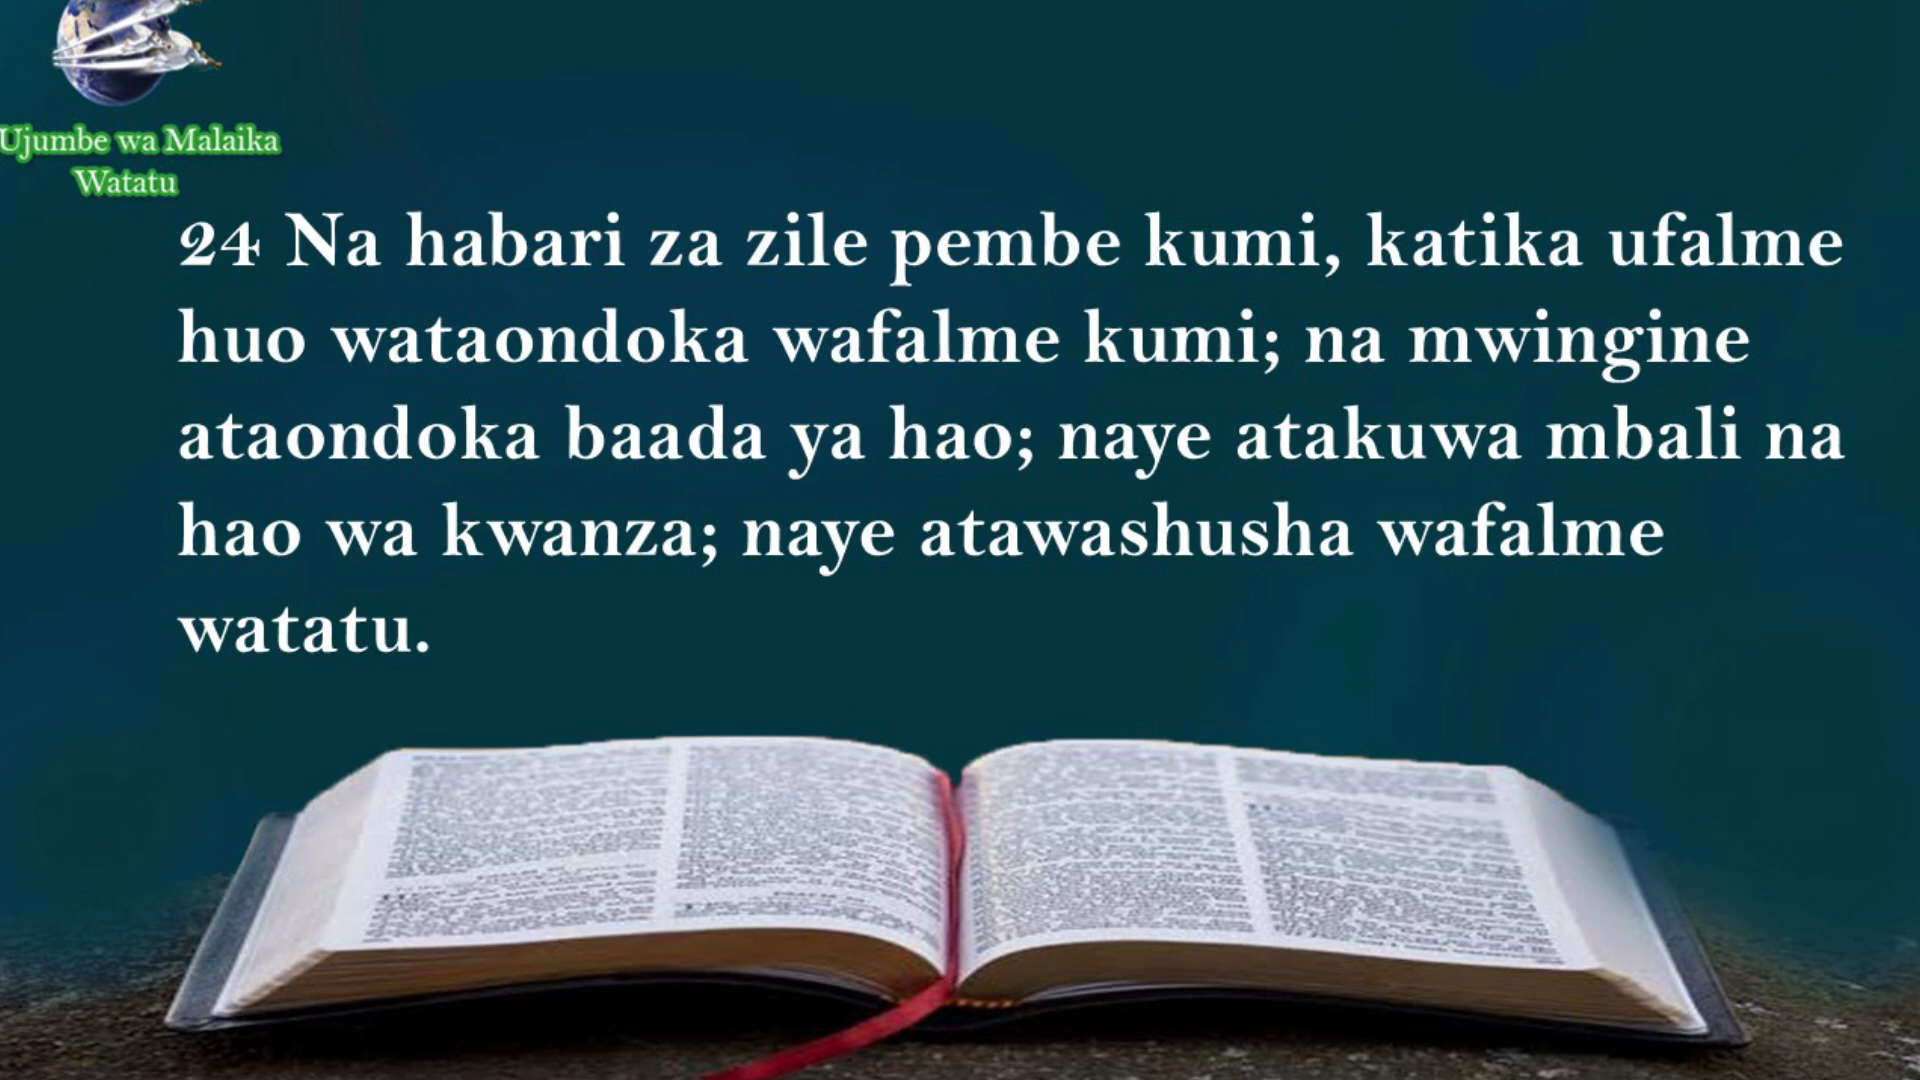 Ujumbe wa Malaika
Watatu
24 Na habari za zile pembe kumi, katika ufalme
huo wataondoka wafalme kumi; na mwingine
ataondoka baada ya hao; naye atakuwa mbali na
hao wa kwanza; naye atawashusha wafalme
watatu.